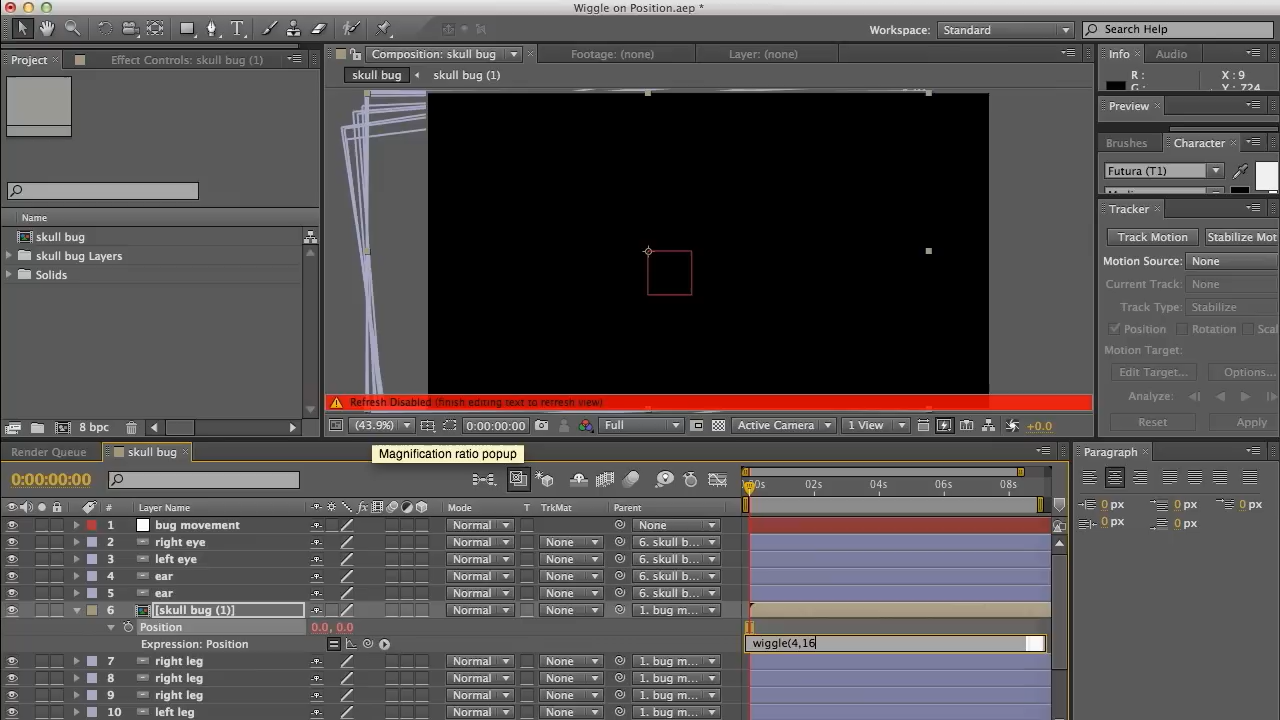 Wiggle on Position.aep *
T
Workspace: Standard
Search Help
Project
Effect Controls: skull bug (1)
Composition: skull bug
Footage: (none)
Layer: (none)
Info
Audio
skull bug
skull bug (1)
R :
X : 9
Y : 724
Preview
Brushes
Character
Futura (T1)
Tracker
Name
skull bug
Track Motion
Stabilize Mot
skull bug Layers
Motion Source: None
Solids
Current Track: None
Track Type: Stabilize
Position
Rotation
Scal
Motion Target:
Edit Target...
Options...
Refresh Disabled (finish editing text to refresh view)
Analyze:
8 bpc
(43.9%)
0:00:00:00
Full
Active Camera
1 View
+0.0
Reset
Apply
Render Queue
skull bug
Magnification ratio popup
Paragraph
0:00:00:00
02s
04s
06s
08s
# Layer Name
fx
Mode
T TrkMat
Parent
0 px
0 px
0 px
0 px
0 px
1 bug movement Normal None
2 right eye Normal None 6. skull b...
3 left eye Normal None 6. skull b...
4 ear Normal None 6. skull b...
5 ear Normal None 6. skull b...
6 [skull bug (1)] Normal None 1. bug m...
Position 0.0, 0.0
Expression: Position
wiggle(4,16
7 right leg Normal None 1. bug m...
8 right leg Normal None 1. bug m...
9 right leg Normal None 1. bug m...
10 left leg Normal None 1. bug m...